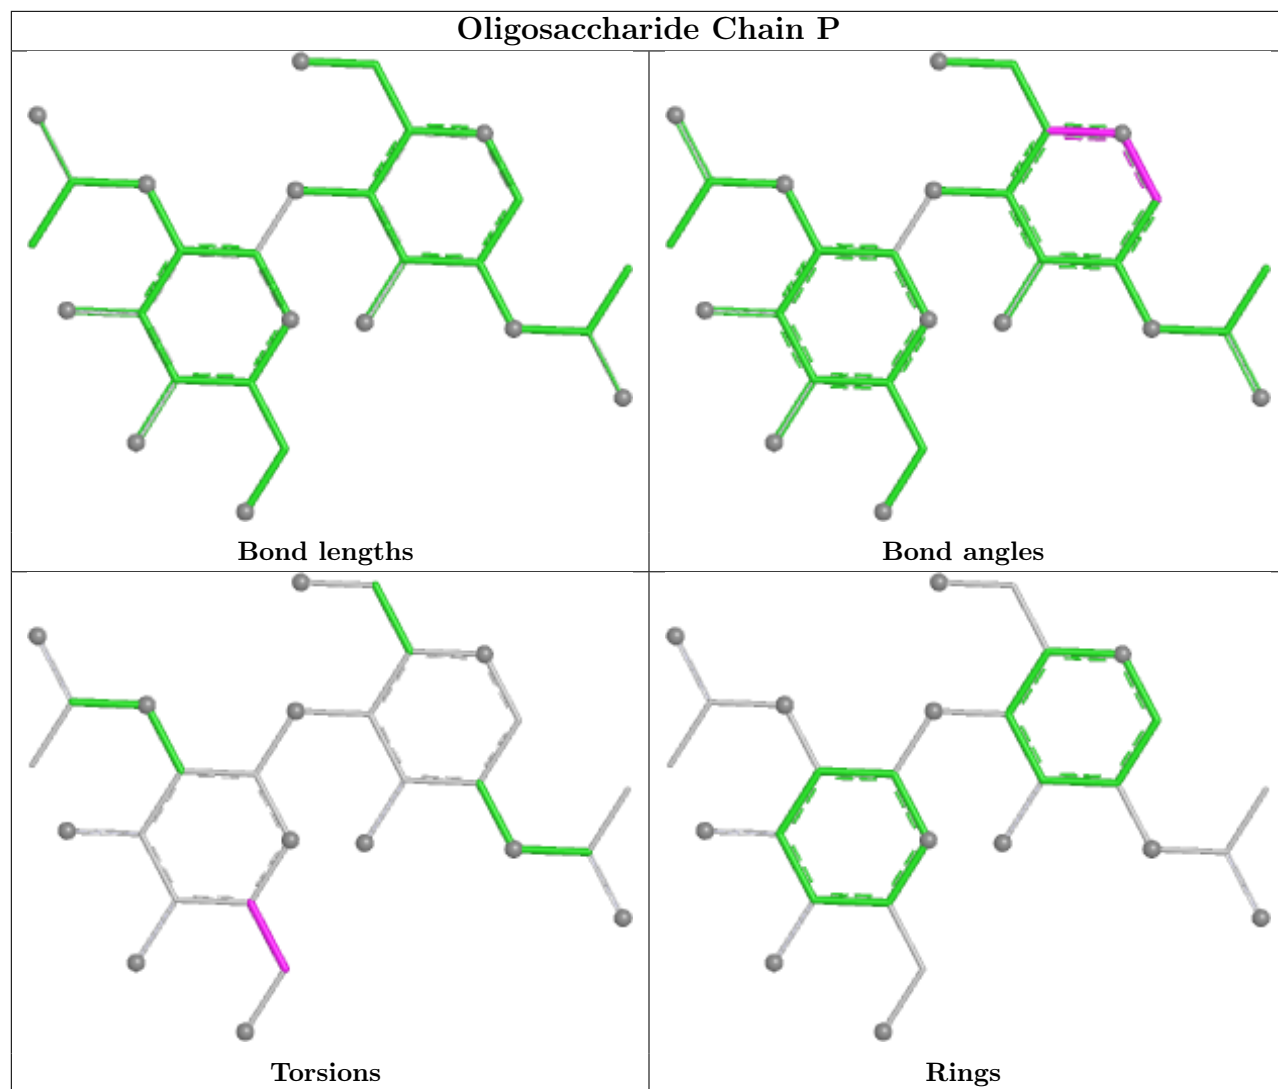 Oligosaccharide Chain P
Bond lengths
Bond angles
Torsions
Rings